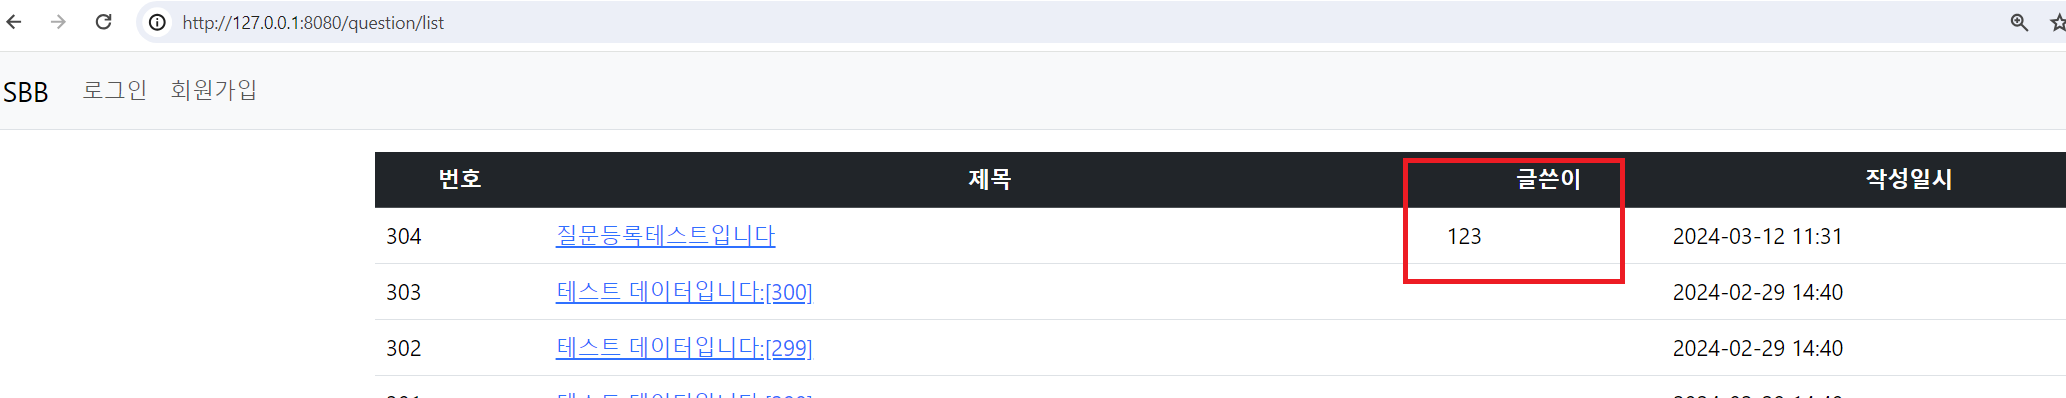 http://127.0.0.1:8080/question/list
SBB 로그인 회원가입
번호 제목 글쓴이 작성일시
304 질문등록테스트입니다 123 2024-03-12 11:31
303 테스트 데이터입니다:[300] 2024-02-29 14:40
302 테스트 데이터입니다:[299] 2024-02-29 14:40